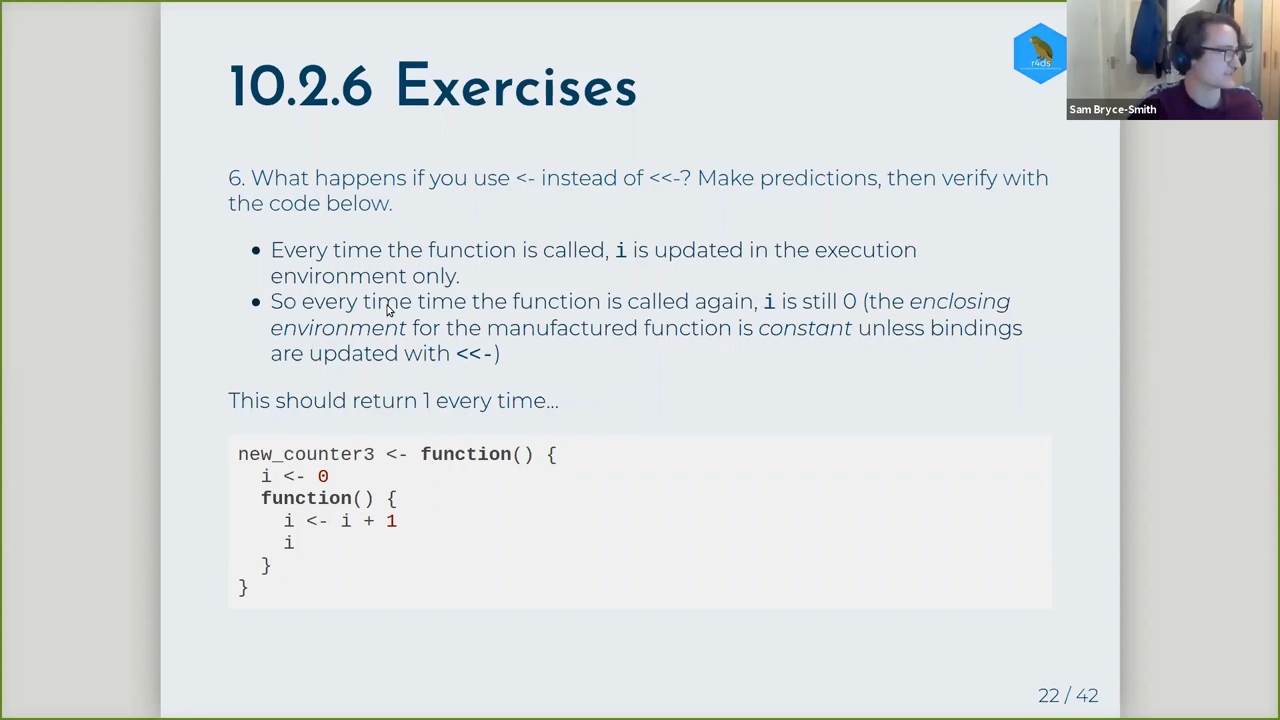 10.2.6 Exercises
r4ds
Sam Bryce-Smith
6. What happens if you use <- instead of <<-? Make predictions, then verify with
the code below.
• Every time the function is called, i is updated in the execution
environment only.
• So every time time the function is called again, i is still 0 (the enclosing
environment for the manufactured function is constant unless bindings
are updated with <<-)
This should return 1 every time...
new_counter3 <- function() {
  i <- 0
  function() {
    i <- i + 1
    i
  }
}
22 / 42